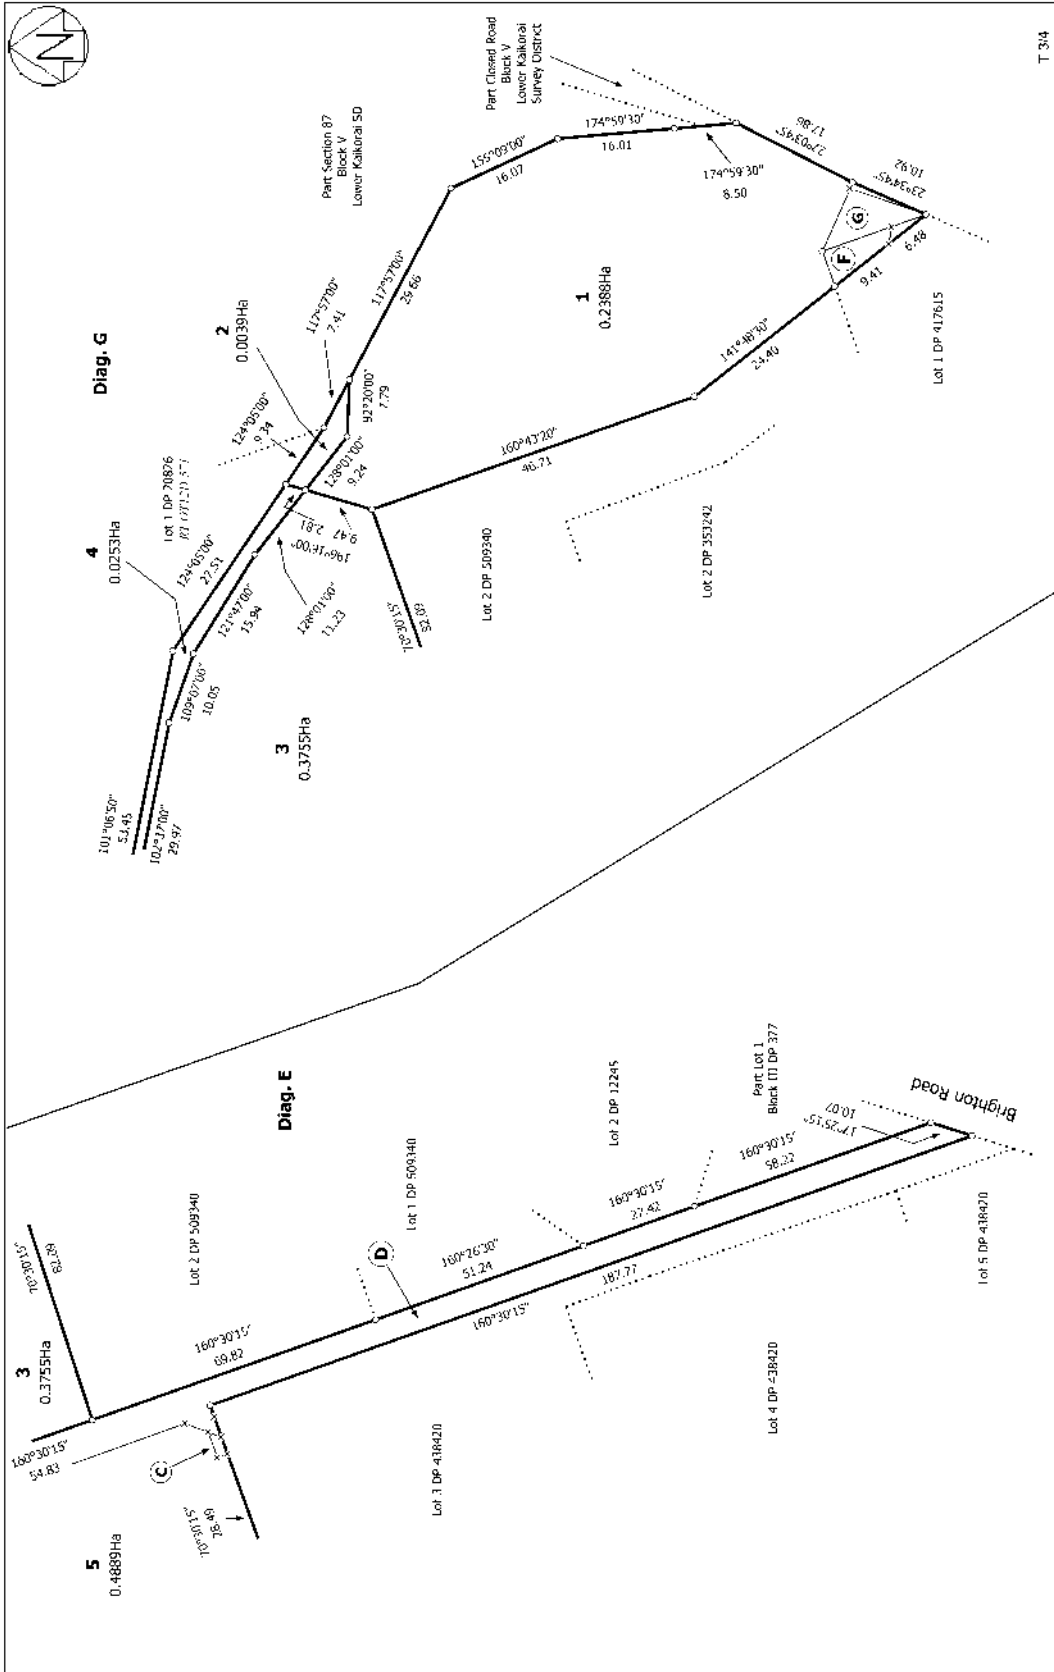 N
Diag. G
Part Section 87
Block V
Lower Kaikorai SD
Part Closed Road
Block V
Lower Kaikorai
Survey District
T 3/4
4
0.0253Ha
Lot 1 DP 20826
2
0.0039Ha
101°06'50"
53.45
102°37'00"
29.97
109°07'00"
10.05
124°05'00"
27.51
121°47'00"
15.94
128°01'00"
11.23
196°16'00"
9.47
2.81
124°05'00"
9.34
128°01'00"
9.24
117°57'00"
7.41
92°20'00"
7.79
117°57'00"
29.66
155°09'00"
16.07
174°59'30"
16.01
174°59'30"
8.50
27°03'45"
17.86
23°34'45"
10.92
G
F
6.48
9.41
1
0.2388Ha
141°48'30"
24.40
160°43'20"
46.71
3
0.3755Ha
70°30'15"
Lot 2 DP 509340
Lot 2 DP 353242
Lot 1 DP 417615
Diag. E
3
0.3755Ha
70°30'15"
160°30'15"
54.83
5
0.4889Ha
C
70°30'15"
28.49
Lot 2 DP 509340
160°30'15"
69.82
Lot 1 DP 509340
D
160°26'30"
51.24
Lot 2 DP 12245
160°30'15"
27.42
Part Lot 1
Block III DP 377
160°30'15"
58.22
160°30'15"
187.77
17°25'15"
10.07
Brighton Road
Lot 3 DP 438420
Lot 4 DP 438420
Lot 5 DP 438420